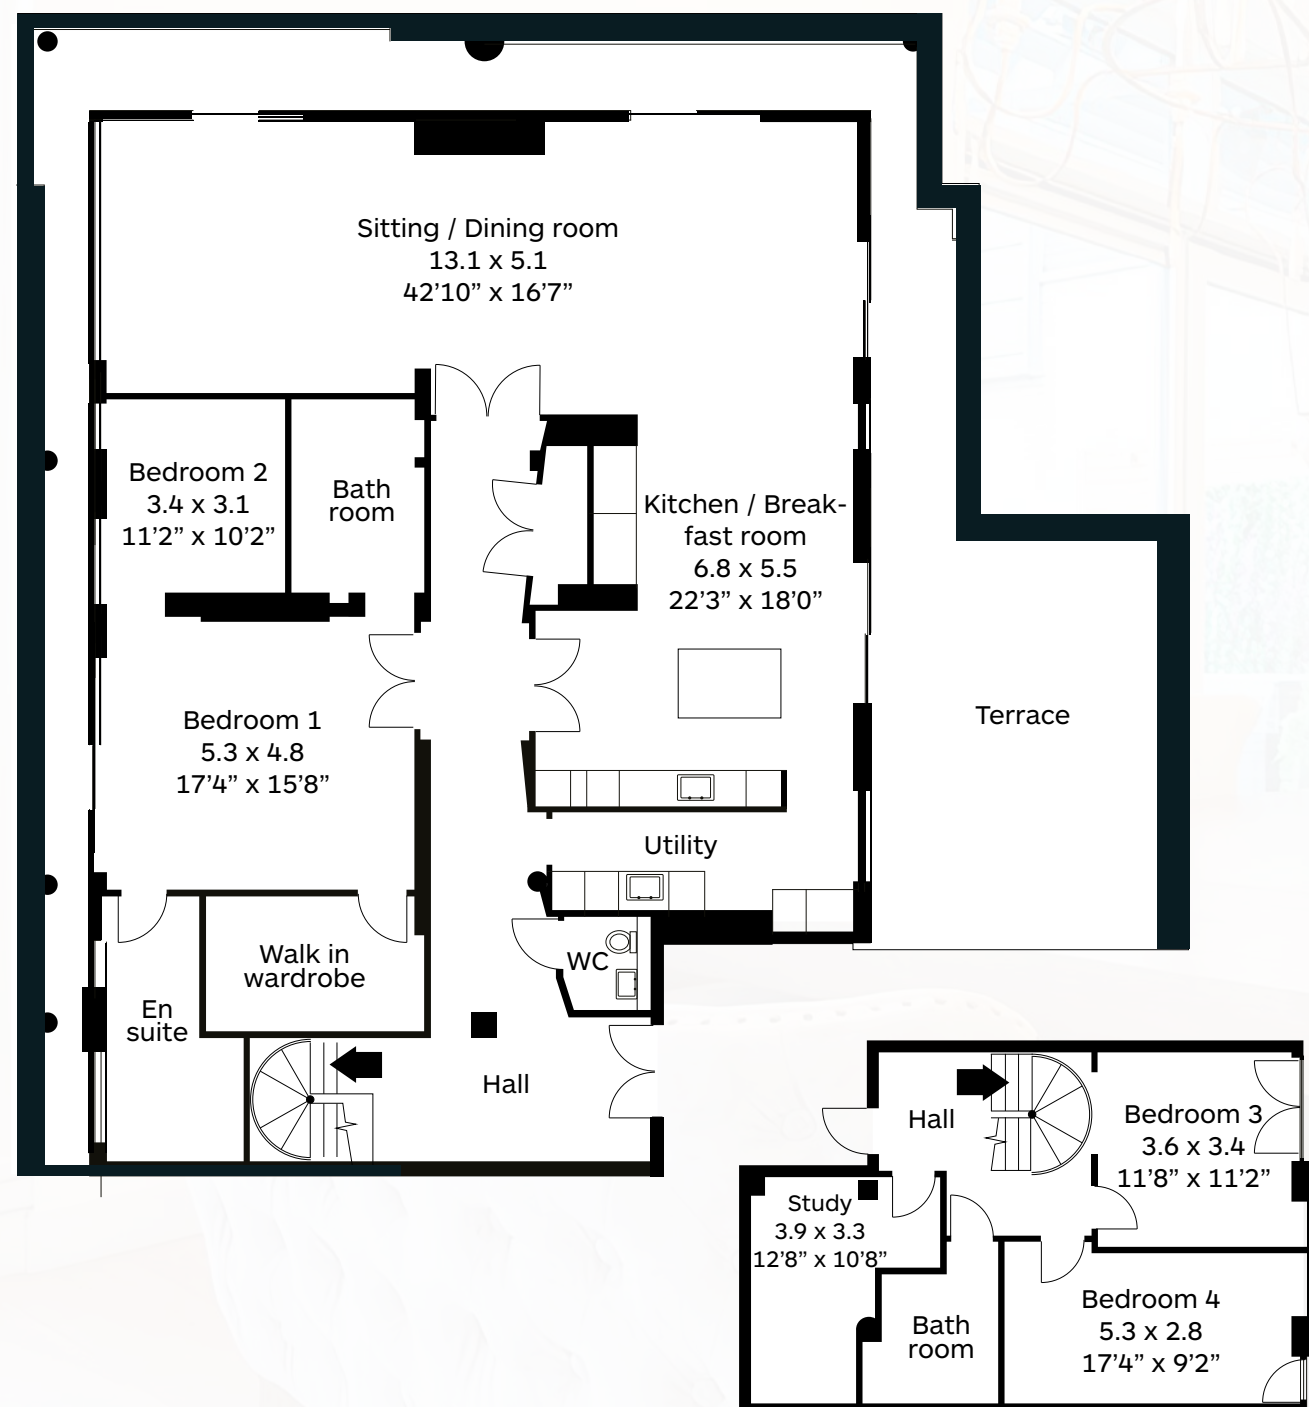 Sitting / Dining room
13.1 x 5.1
42’10” x 16’7”
Bedroom 2
3.4 x 3.1
11’2” x 10’2”
Bath
room
Kitchen / Break-
fast room
6.8 x 5.5
22’3” x 18’0”
Bedroom 1
5.3 x 4.8
17’4” x 15’8”
Terrace
Utility
Walk in
wardrobe
WC
En
suite
Hall
Hall
Bedroom 3
3.6 x 3.4
11’8” x 11’2”
Study
3.9 x 3.3
12’8” x 10’8”
Bath
room
Bedroom 4
5.3 x 2.8
17’4” x 9’2”